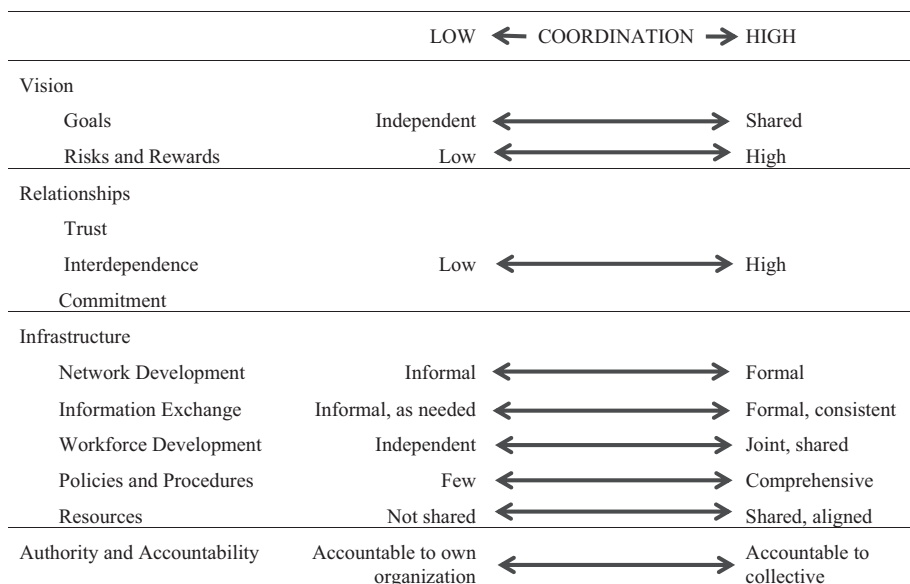 LOW COORDINATION HIGH
Vision
Goals Independent Shared
Risks and Rewards Low High
Relationships
Trust
Interdependence Low High
Commitment
Infrastructure
Network Development Informal Formal
Information Exchange Informal, as needed Formal, consistent
Workforce Development Independent Joint, shared
Policies and Procedures Few Comprehensive
Resources Not shared Shared, aligned
Authority and Accountability Accountable to own Accountable to
organization collective